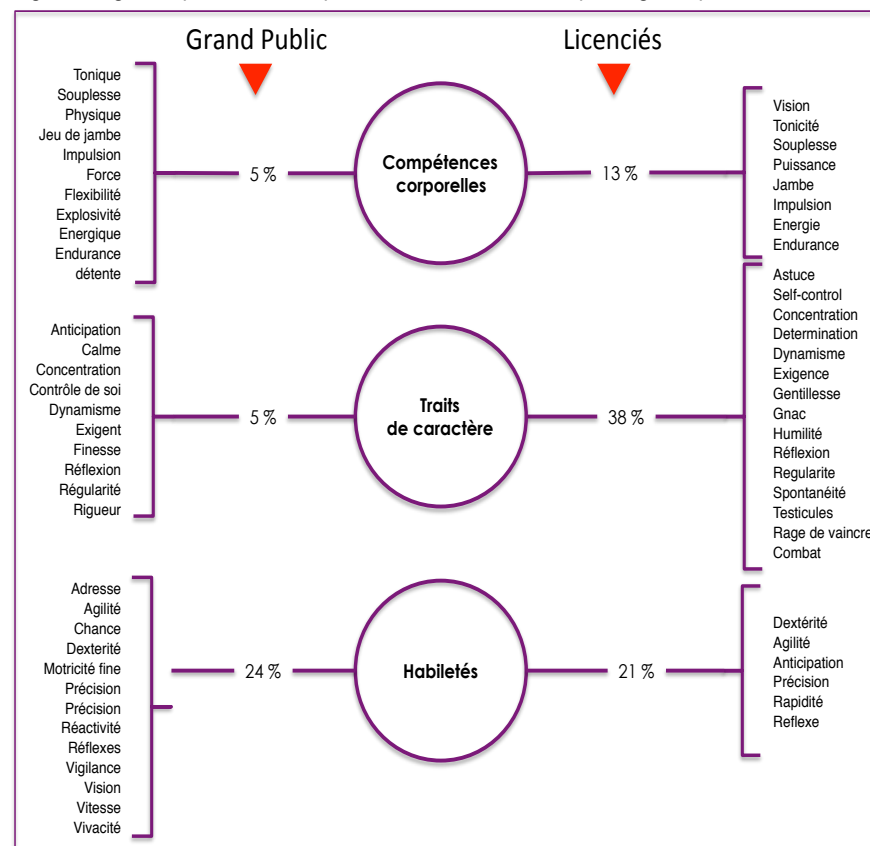 Grand Public
Licenciés
Tonique
Souplesse
Physique
Jeu de jambe
Impulsion
Force
Flexibilité
Explosivité
Energique
Endurance
détente
5 %
Compétences
corporelles
13 %
Vision
Tonicité
Souplesse
Puissance
Jambe
Impulsion
Energie
Endurance
Anticipation
Calme
Concentration
Contrôle de soi
Dynamisme
Exigent
Finesse
Réflexion
Régularité
Rigueur
5 %
Traits
de caractère
38 %
Astuce
Self-control
Concentration
Determination
Dynamisme
Exigence
Gentillesse
Gnac
Humilité
Réflexion
Regularite
Spontanéité
Testicules
Rage de vaincre
Combat
Adresse
Agilité
Chance
Dexterité
Motricité fine
Précision
Précision
Réactivité
Réflexes
Vigilance
Vision
Vitesse
Vivacité
24 %
Habiletés
21 %
Dextérité
Agilité
Anticipation
Précision
Rapidité
Reflexe